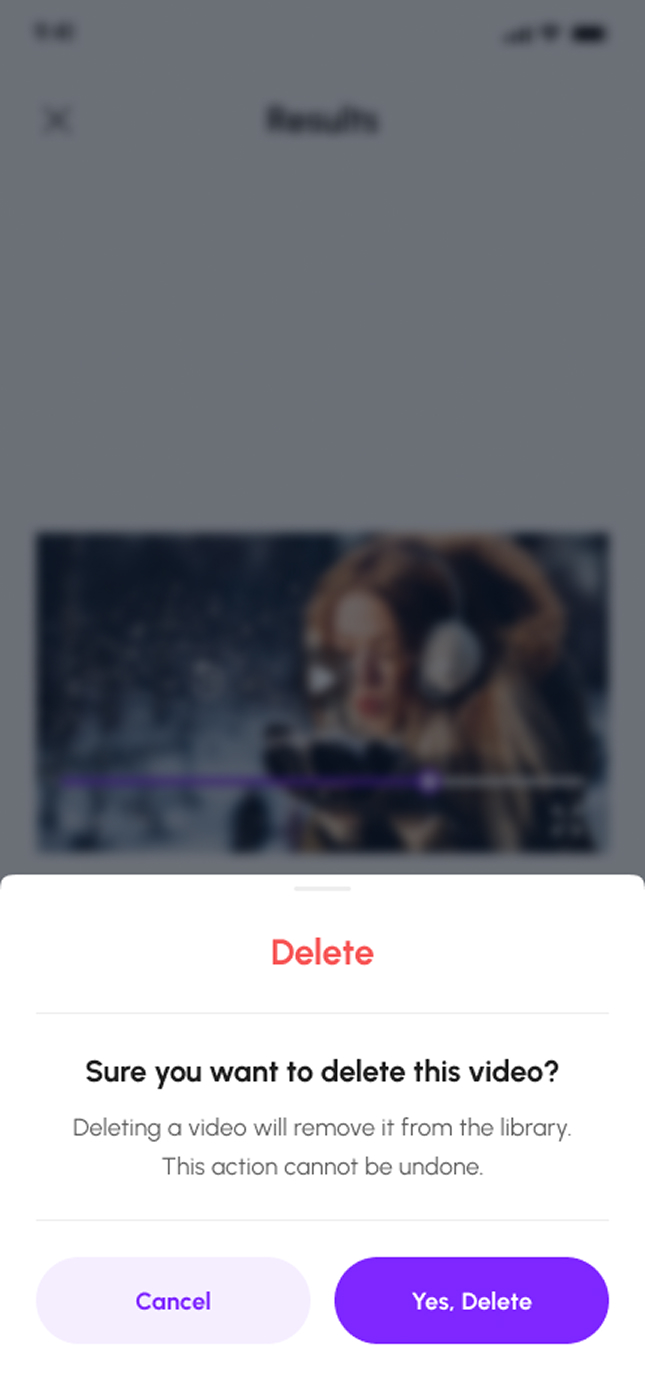 9:41
Results
Delete
Sure you want to delete this video?
Deleting a video will remove it from the library.
This action cannot be undone.
Cancel
Yes, Delete